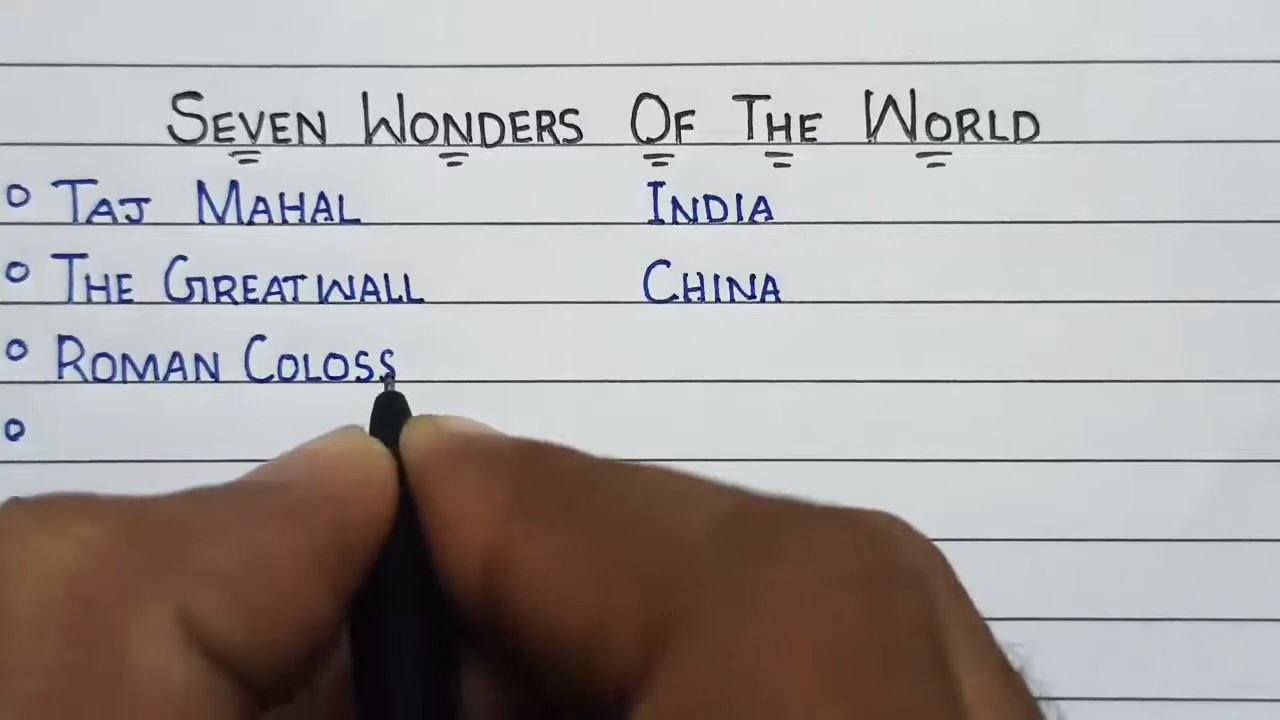 SEVEN WONDERS OF THE WORLD
TAJ MAHAL INDIA
THE GREATWALL CHINA
ROMAN COLOSS